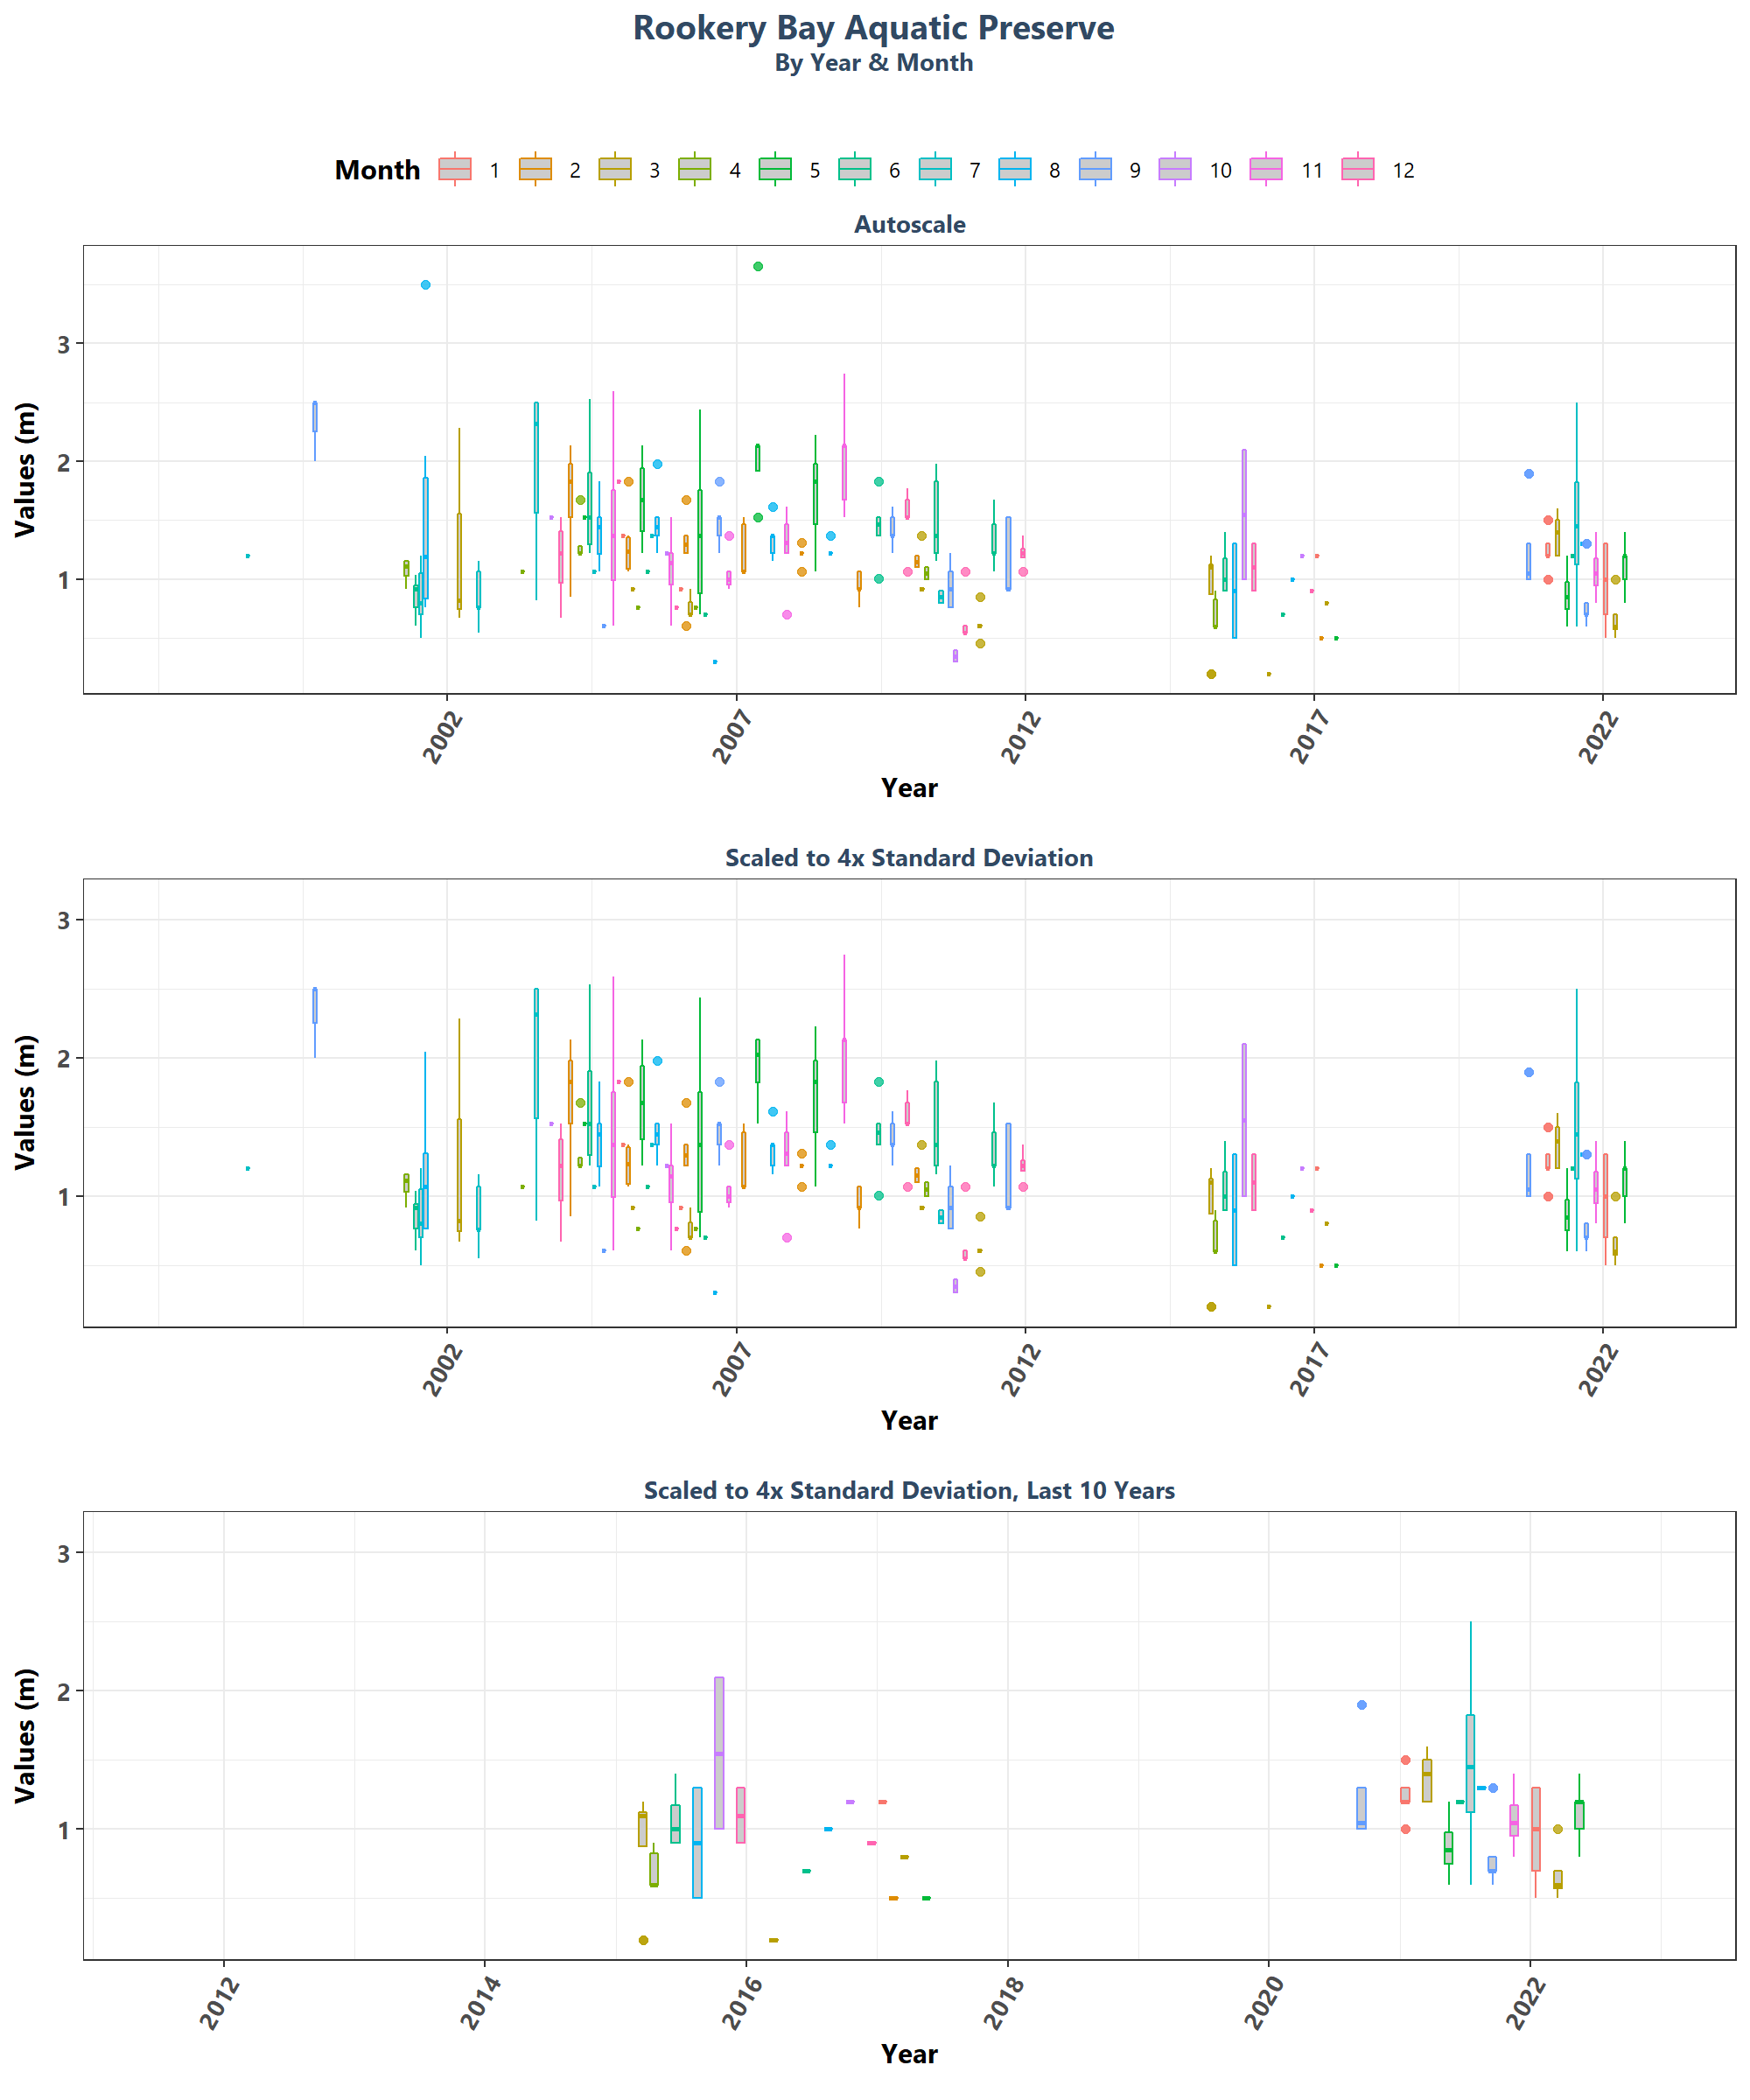 Rookery Bay Aquatic Preserve
By Year & Month
Month 1 2 3 4 5 6 7 8 9 10 11 12
Autoscale
Values (m)
3
2
1
2002 2007 2012 2017 2022
Year
Scaled to 4x Standard Deviation
Values (m)
3
2
1
2002 2007 2012 2017 2022
Year
Scaled to 4x Standard Deviation, Last 10 Years
Values (m)
3
2
1
2012 2014 2016 2018 2020 2022
Year